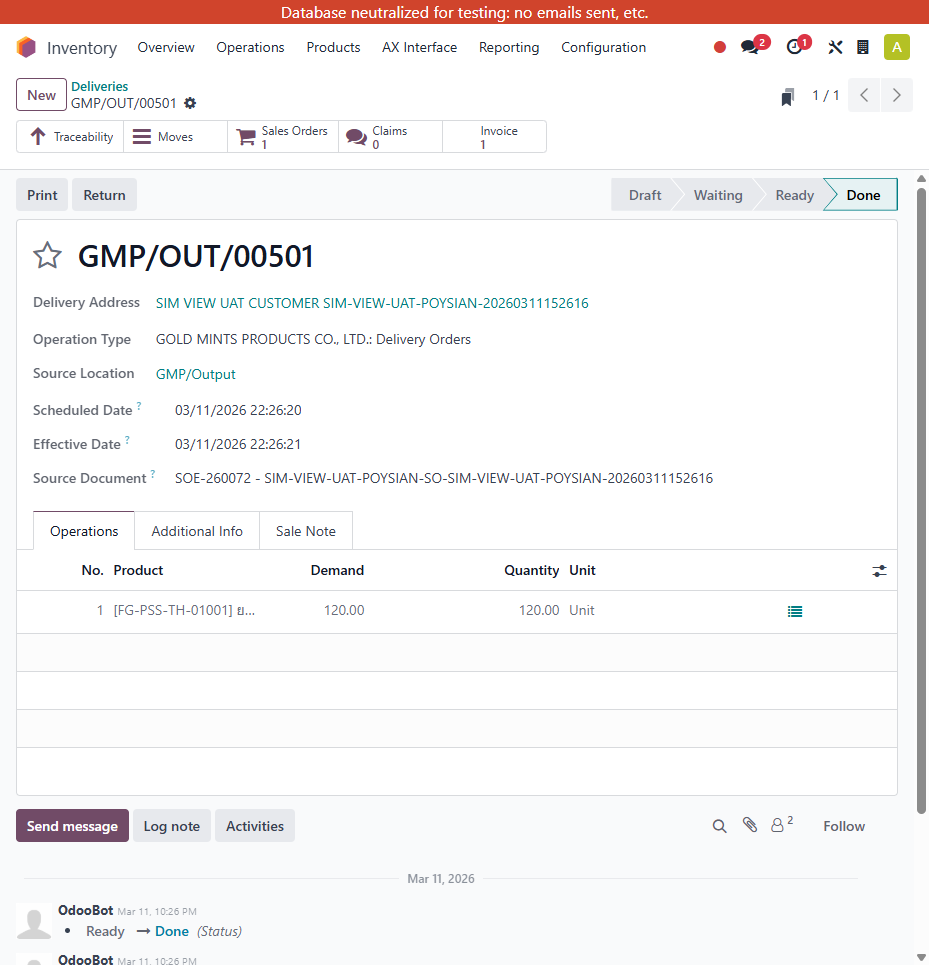 Database neutralized for testing: no emails sent, etc.
Inventory Overview Operations Products AX Interface Reporting Configuration 2 1 A
New Deliveries
GMP/OUT/00501
1 / 1
Traceability Moves Sales Orders 1 Claims 0 Invoice 1
Print Return Draft Waiting Ready Done
GMP/OUT/00501
Delivery Address SIM VIEW UAT CUSTOMER SIM-VIEW-UAT-POYSIAN-20260311152616
Operation Type GOLD MINTS PRODUCTS CO., LTD.: Delivery Orders
Source Location GMP/Output
Scheduled Date ? 03/11/2026 22:26:20
Effective Date ? 03/11/2026 22:26:21
Source Document ? SOE-260072 - SIM-VIEW-UAT-POYSIAN-SO-SIM-VIEW-UAT-POYSIAN-20260311152616
Operations Additional Info Sale Note
No. Product Demand Quantity Unit
1 [FG-PSS-TH-01001] ย... 120.00 120.00 Unit
Send message Log note Activities 2 Follow
Mar 11, 2026
OdooBot Mar 11, 10:26 PM
• Ready → Done (Status)
OdooBot Mar 11, 10:26 PM